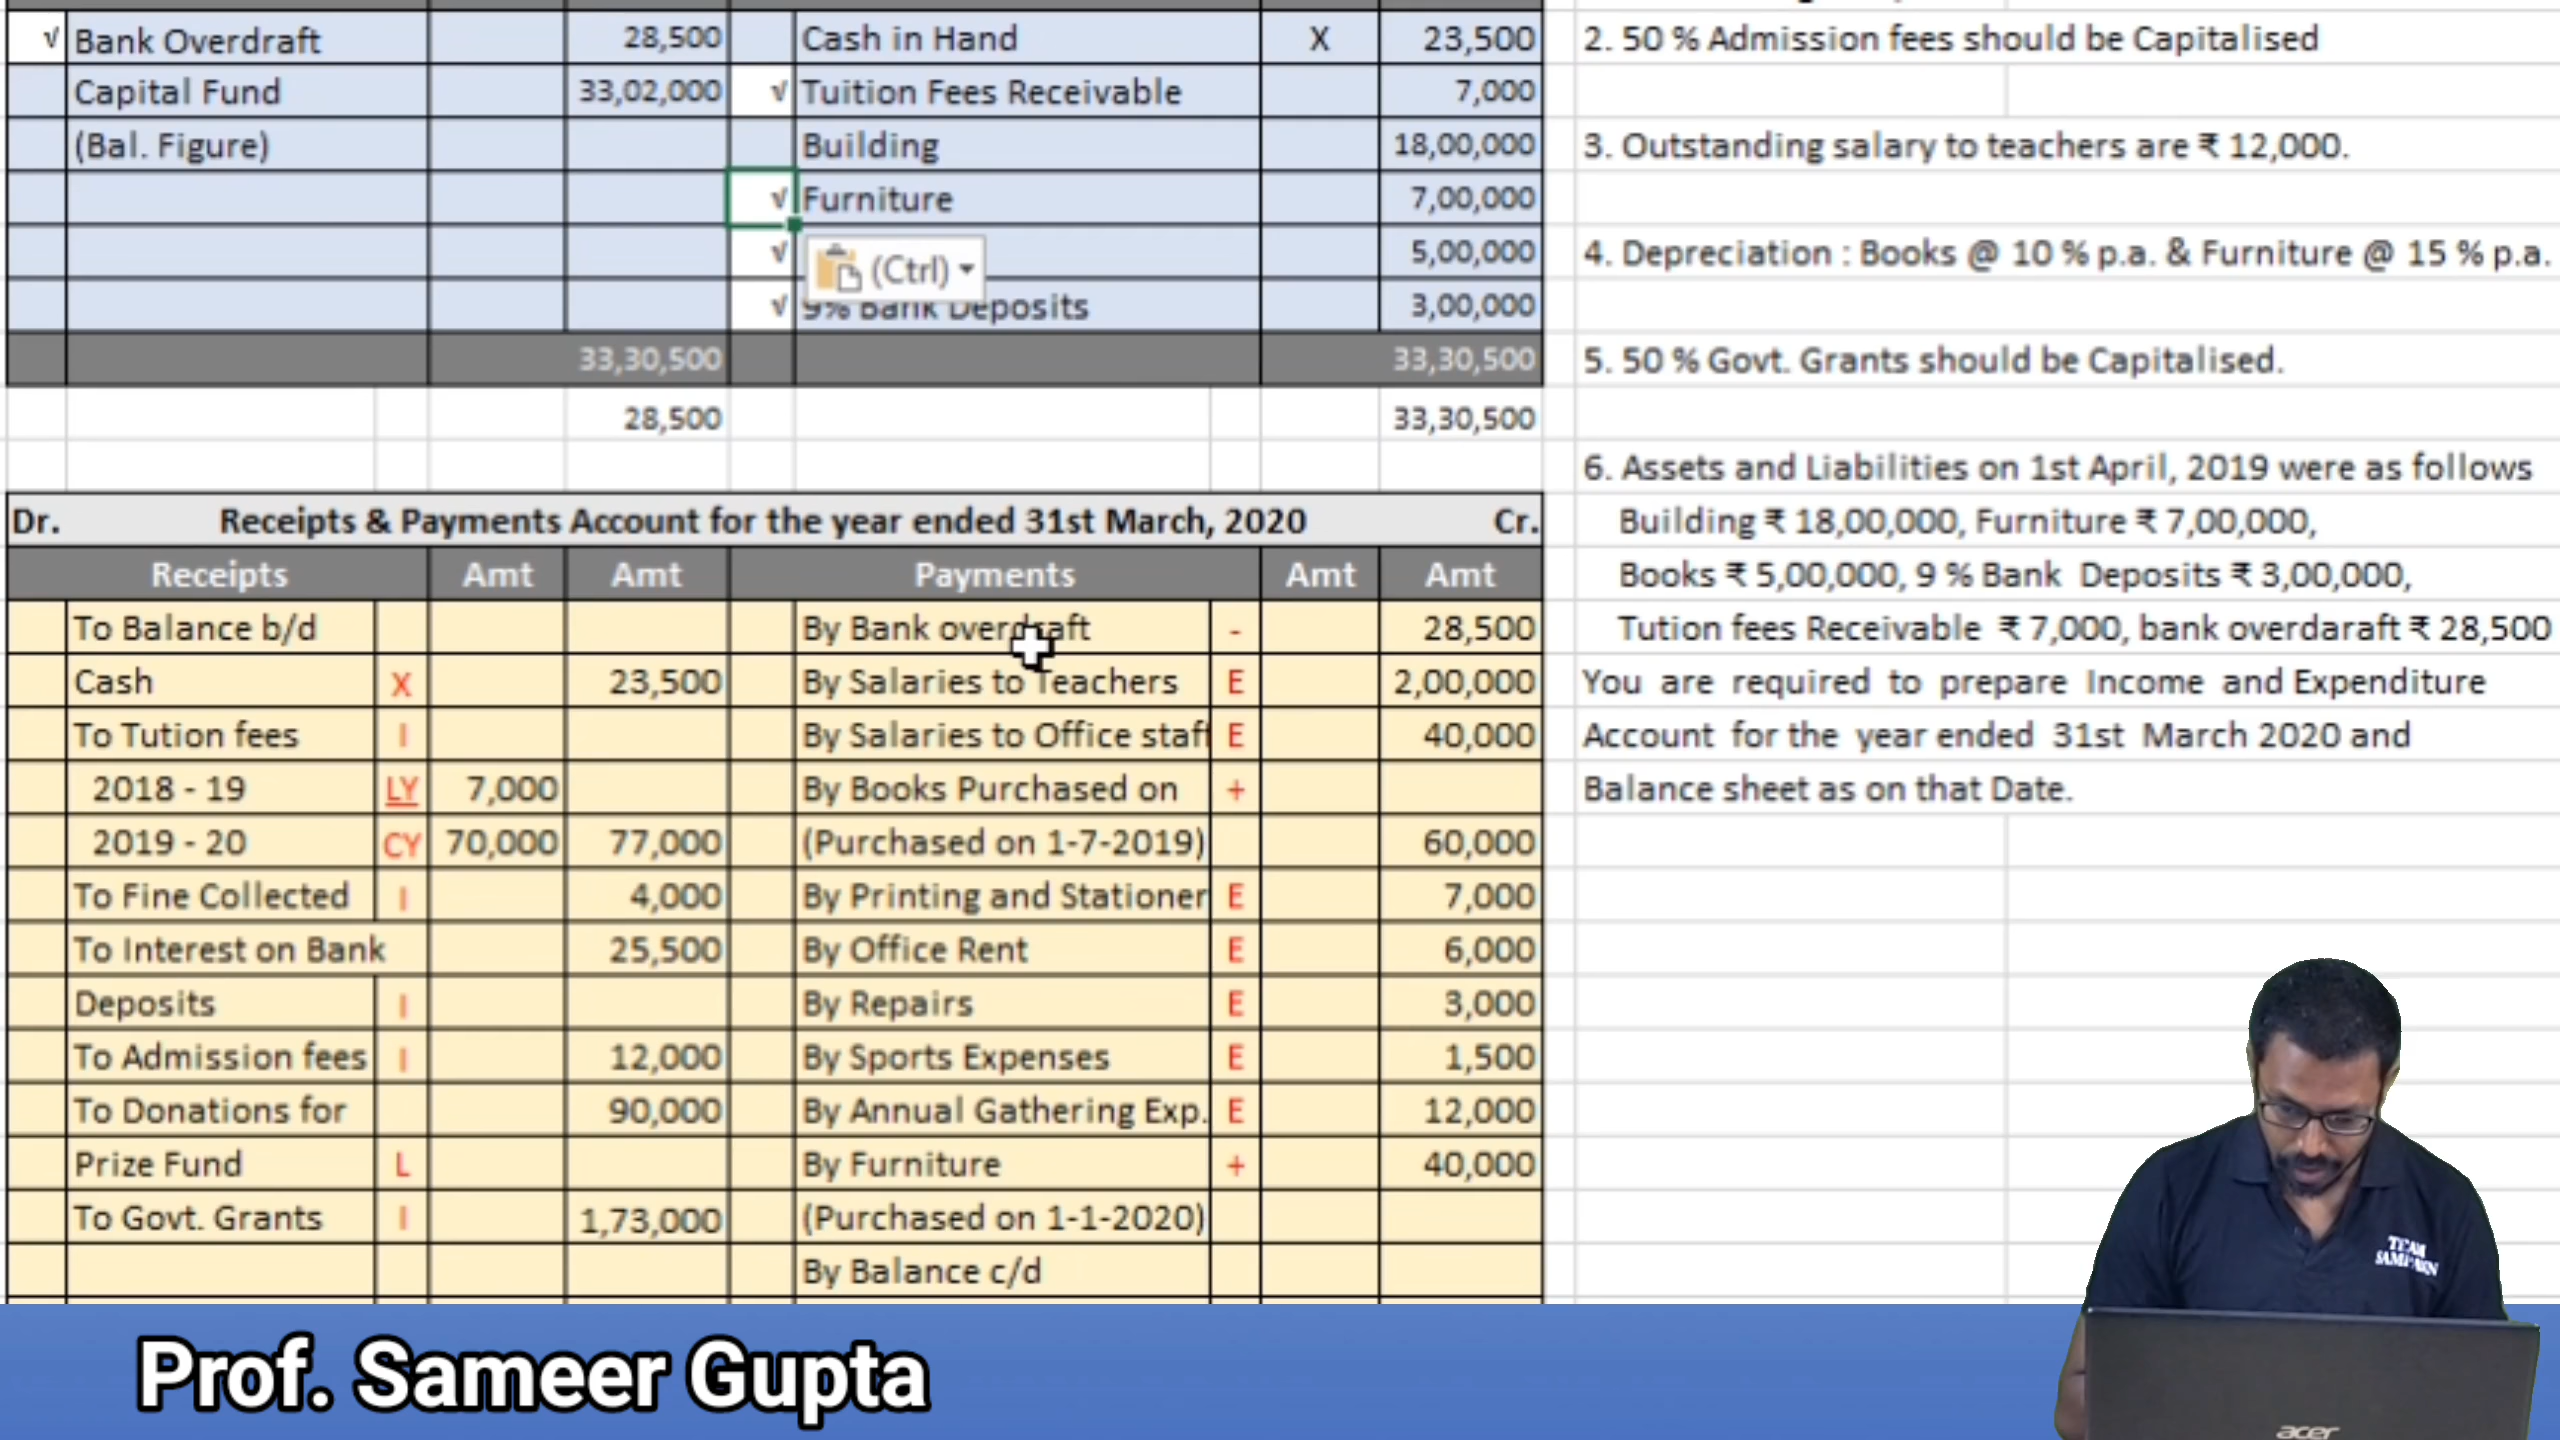 √ Bank Overdraft 28,500 Cash in Hand X 23,500
Capital Fund 33,02,000 √ Tuition Fees Receivable 7,000
(Bal. Figure) Building 18,00,000
√ Furniture 7,00,000
√ (Ctrl) 5,00,000
√ 9% Bank Deposits 3,00,000
33,30,500 33,30,500
28,500 33,30,500
Dr. Receipts & Payments Account for the year ended 31st March, 2020 Cr.
Receipts Amt Amt Payments Amt Amt
To Balance b/d By Bank overdraft - 28,500
Cash X 23,500 By Salaries to Teachers E 2,00,000
To Tution fees I By Salaries to Office staff E 40,000
2018 - 19 LY 7,000 By Books Purchased on +
2019 - 20 CY 70,000 77,000 (Purchased on 1-7-2019) 60,000
To Fine Collected I 4,000 By Printing and Stationer E 7,000
To Interest on Bank 25,500 By Office Rent E 6,000
Deposits I By Repairs E 3,000
To Admission fees I 12,000 By Sports Expenses E 1,500
To Donations for 90,000 By Annual Gathering Exp. E 12,000
Prize Fund L By Furniture + 40,000
To Govt. Grants I 1,73,000 (Purchased on 1-1-2020)
By Balance c/d
2. 50 % Admission fees should be Capitalised
3. Outstanding salary to teachers are ₹ 12,000.
4. Depreciation : Books @ 10 % p.a. & Furniture @ 15 % p.a.
5. 50 % Govt. Grants should be Capitalised.
6. Assets and Liabilities on 1st April, 2019 were as follows
Building ₹ 18,00,000, Furniture ₹ 7,00,000,
Books ₹ 5,00,000, 9 % Bank Deposits ₹ 3,00,000,
Tution fees Receivable ₹ 7,000, bank overdaraft ₹ 28,500
You are required to prepare Income and Expenditure
Account for the year ended 31st March 2020 and
Balance sheet as on that Date.
TEAM
acer
Prof. Sameer Gupta